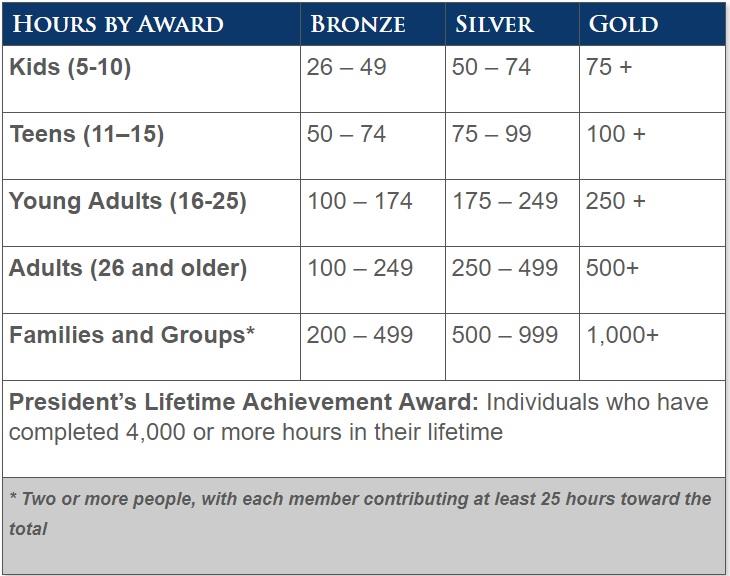 HOURS BY AWARD BRONZE SILVER GOLD
Kids (5-10) 26 – 49 50 – 74 75 +
Teens (11–15) 50 – 74 75 – 99 100 +
Young Adults (16-25) 100 – 174 175 – 249 250 +
Adults (26 and older) 100 – 249 250 – 499 500+
Families and Groups* 200 – 499 500 – 999 1,000+
President’s Lifetime Achievement Award: Individuals who have
completed 4,000 or more hours in their lifetime
* Two or more people, with each member contributing at least 25 hours toward the
total